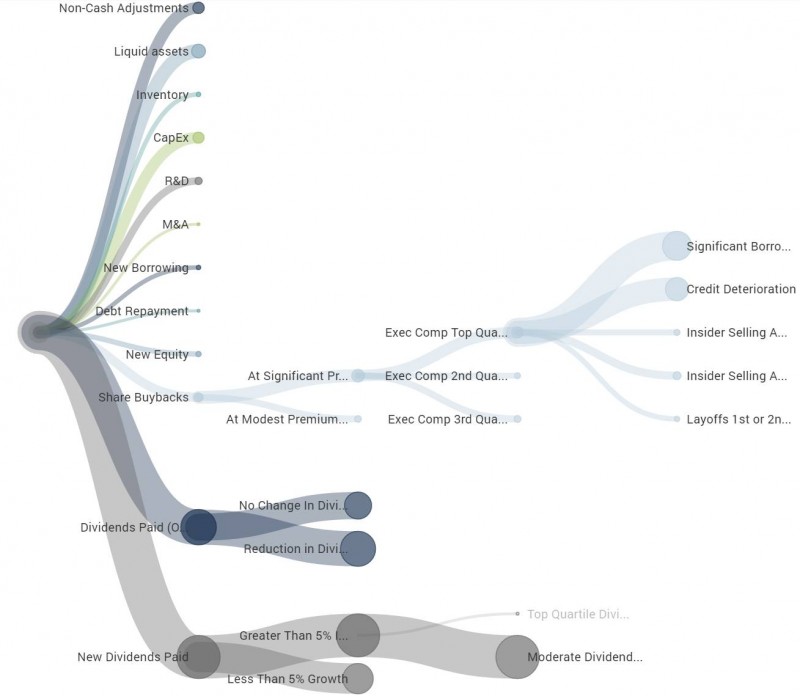 Non-Cash Adjustments
Liquid assets
Inventory
CapEx
R&D
M&A
New Borrowing
Debt Repayment
New Equity
Share Buybacks
At Significant Pr...
At Modest Premium...
Exec Comp Top Qua...
Exec Comp 2nd Qua...
Exec Comp 3rd Qua...
Significant Borro...
Credit Deterioration
Insider Selling A...
Insider Selling A...
Layoffs 1st or 2n...
Dividends Paid (O...
No Change In Divi...
Reduction in Divi...
New Dividends Paid
Greater Than 5% I...
Less Than 5% Growth
Top Quartile Divi...
Moderate Dividend...